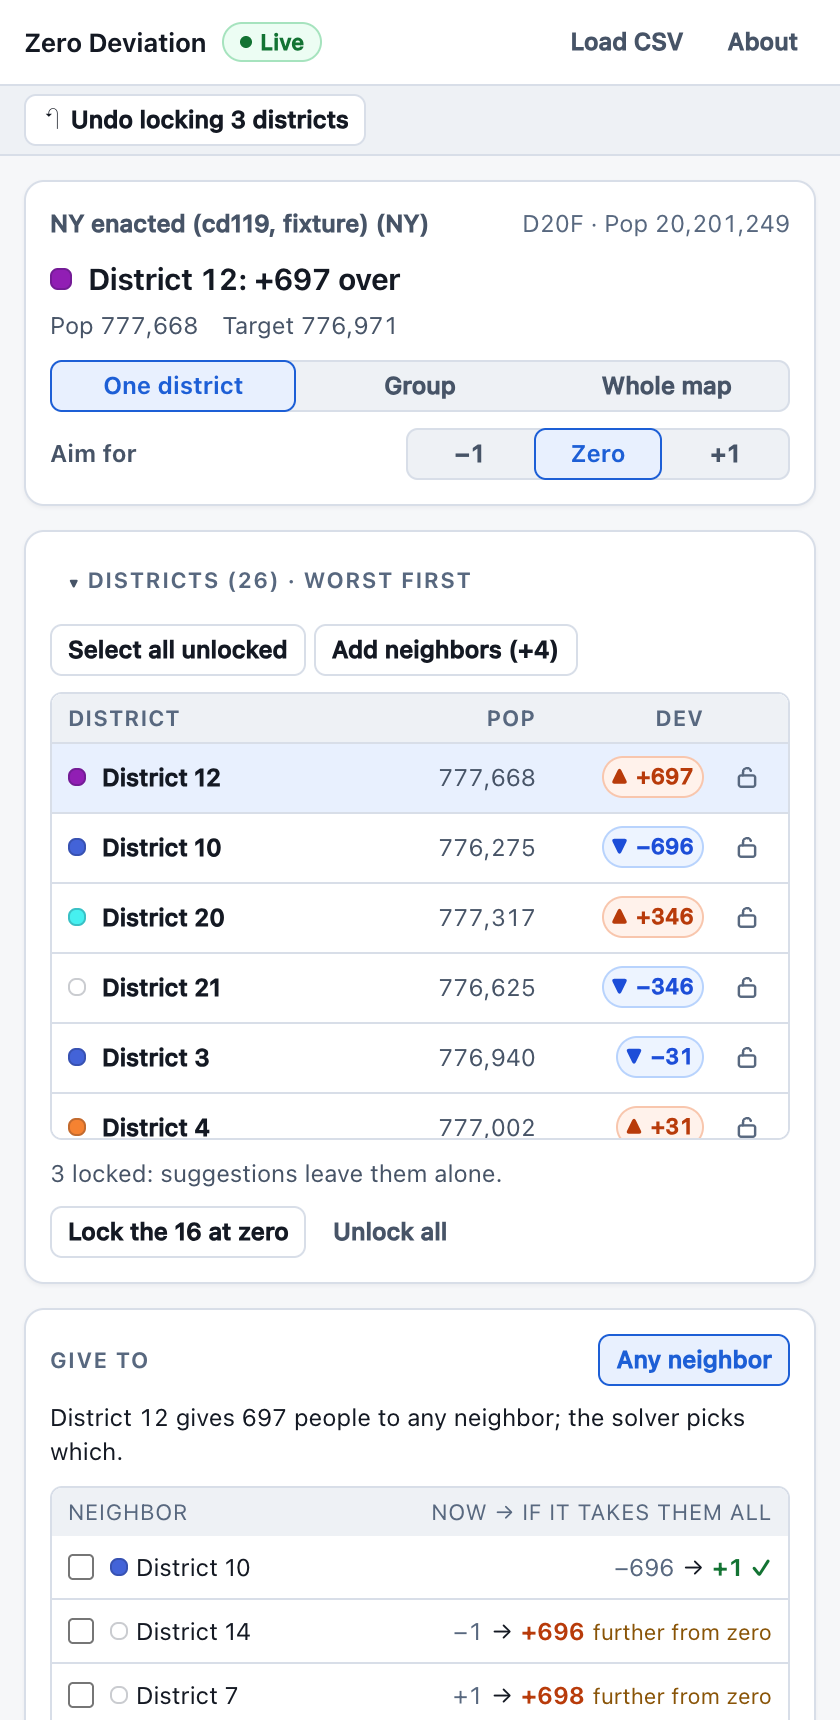 Zero Deviation
Live
Load CSV
About
Undo locking 3 districts
NY enacted (cd119, fixture) (NY)
D20F · Pop 20,201,249
District 12: +697 over
Pop 777,668 Target 776,971
One district
Group
Whole map
Aim for
−1
Zero
+1
▾ DISTRICTS (26) · WORST FIRST
Select all unlocked
Add neighbors (+4)
DISTRICT POP DEV
District 12 777,668 ▲ +697
District 10 776,275 ▼ −696
District 20 777,317 ▲ +346
District 21 776,625 ▼ −346
District 3 776,940 ▼ −31
District 4 777,002 ▲ +31
3 locked: suggestions leave them alone.
Lock the 16 at zero
Unlock all
GIVE TO
Any neighbor
District 12 gives 697 people to any neighbor; the solver picks
which.
NEIGHBOR NOW → IF IT TAKES THEM ALL
District 10 −696 → +1 ✓
District 14 −1 → +696 further from zero
District 7 +1 → +698 further from zero